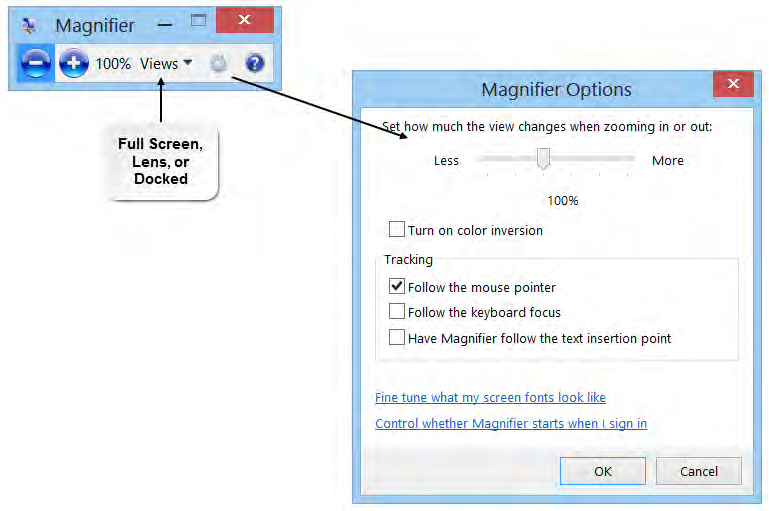 Magnifier
100% Views
Full Screen,
Lens, or
Docked
Magnifier Options
Set how much the view changes when zooming in or out:
Less More
100%
Turn on color inversion
Tracking
Follow the mouse pointer
Follow the keyboard focus
Have Magnifier follow the text insertion point
Fine tune what my screen fonts look like
Control whether Magnifier starts when I sign in
OK Cancel